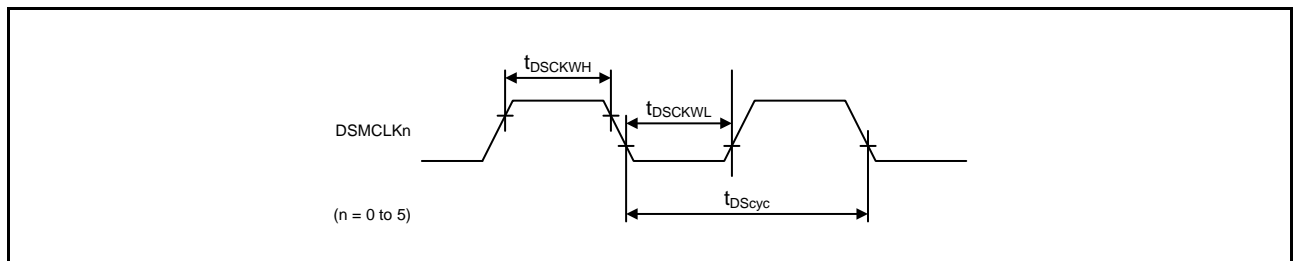 tDSCKWH
tDSCKWL
DSMCLKn
tDScyc
(n = 0 to 5)